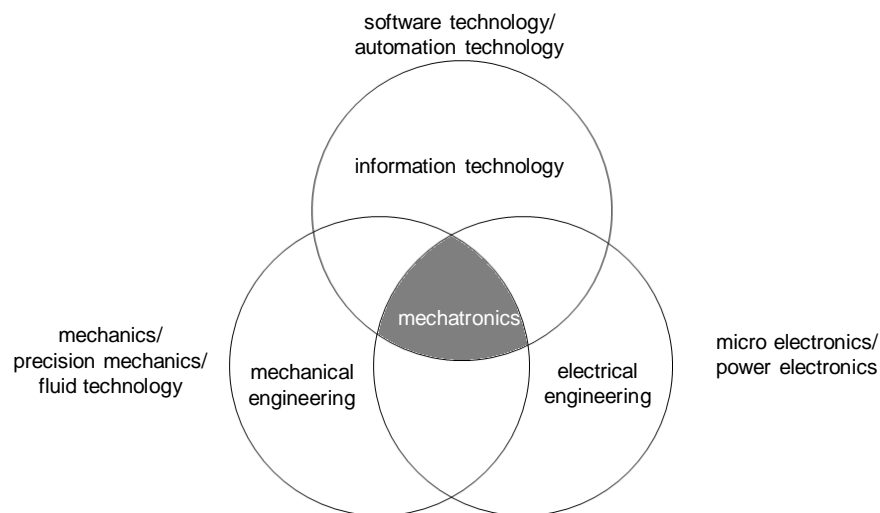 software technology/
automation technology
information technology
mechatronics
mechanics/
precision mechanics/
fluid technology
mechanical
engineering
electrical
engineering
micro electronics/
power electronics